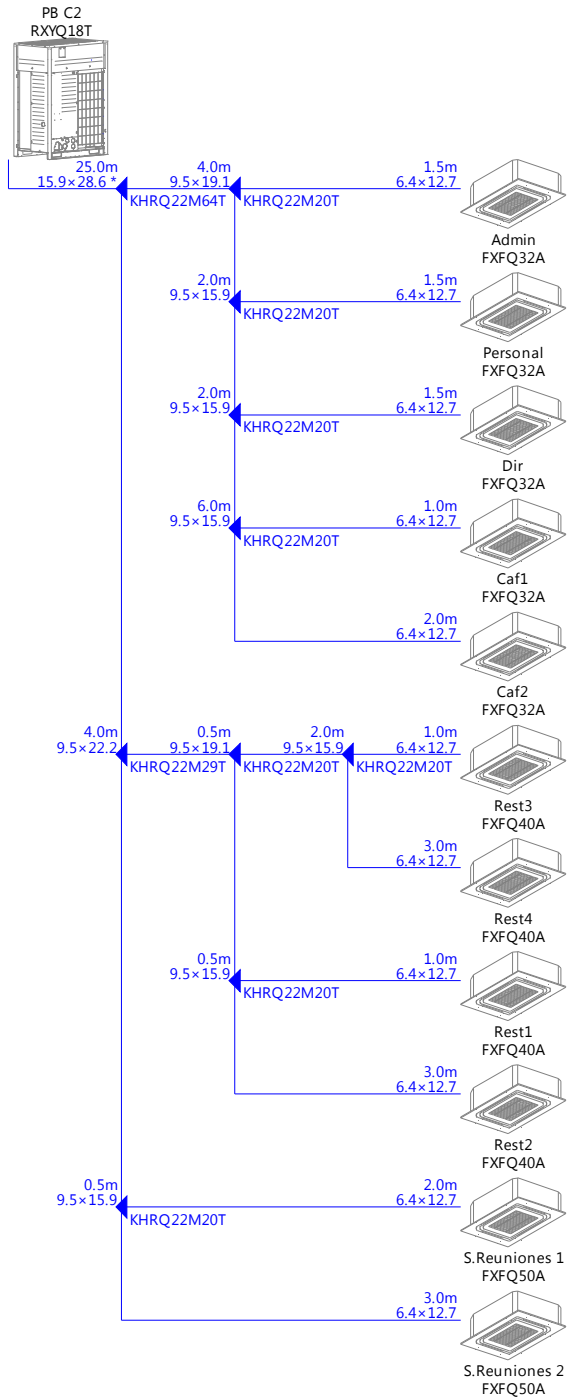 PB C2
RXYQ18T
25.0m
15.9×28.6 *
KHRQ22M64T
4.0m
9.5×19.1
KHRQ22M20T
1.5m
6.4×12.7
Admin
FXFQ32A
2.0m
9.5×15.9
KHRQ22M20T
1.5m
6.4×12.7
Personal
FXFQ32A
2.0m
9.5×15.9
KHRQ22M20T
1.5m
6.4×12.7
Dir
FXFQ32A
6.0m
9.5×15.9
KHRQ22M20T
1.0m
6.4×12.7
Caf1
FXFQ32A
2.0m
6.4×12.7
Caf2
FXFQ32A
4.0m
9.5×22.2
KHRQ22M29T
0.5m
9.5×19.1
KHRQ22M20T
2.0m
9.5×15.9
KHRQ22M20T
1.0m
6.4×12.7
Rest3
FXFQ40A
3.0m
6.4×12.7
Rest4
FXFQ40A
0.5m
9.5×15.9
KHRQ22M20T
1.0m
6.4×12.7
Rest1
FXFQ40A
3.0m
6.4×12.7
Rest2
FXFQ40A
0.5m
9.5×15.9
KHRQ22M20T
2.0m
6.4×12.7
S.Reuniones 1
FXFQ50A
3.0m
6.4×12.7
S.Reuniones 2
FXFQ50A